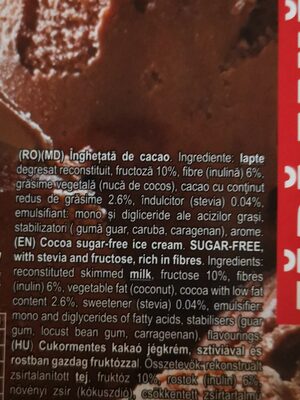 (RO)(MD) Înghețată de cacao. Ingrediente: lapte
degresat reconstituit, fructoză 10%, fibre (inulină) 6%,
grăsime vegetală (nucă de cocos), cacao cu conținut
redus de grăsime 2.6%, îndulcitor (stevia) 0.04%,
emulsifiant: mono și digliceride ale acizilor grași,
stabilizatori ( gumă guar, caruba, caragenan), arome.
(EN) Cocoa sugar-free ice cream. SUGAR-FREE,
with stevia and fructose, rich in fibres. Ingredients:
reconstituted skimmed milk, fructose 10%, fibres
(inulin) 6%, vegetable fat (coconut), cocoa with low fat
content 2.6%, sweetener (stevia) 0.04%, emulsifier:
mono and diglycerides of fatty acids, stabilisers (guar
gum, locust bean gum, carrageenan), flavourings.
(HU) Cukormentes kakaó jégkrém, sztíviával és
rostban gazdag fruktózzal. Összetevők: rekonstruált
zsírtalanított tej, fruktóz 10%, rostok (inulin) 6%,
növényi zsír (kókuszdió), csökkentett zsírtartalmú